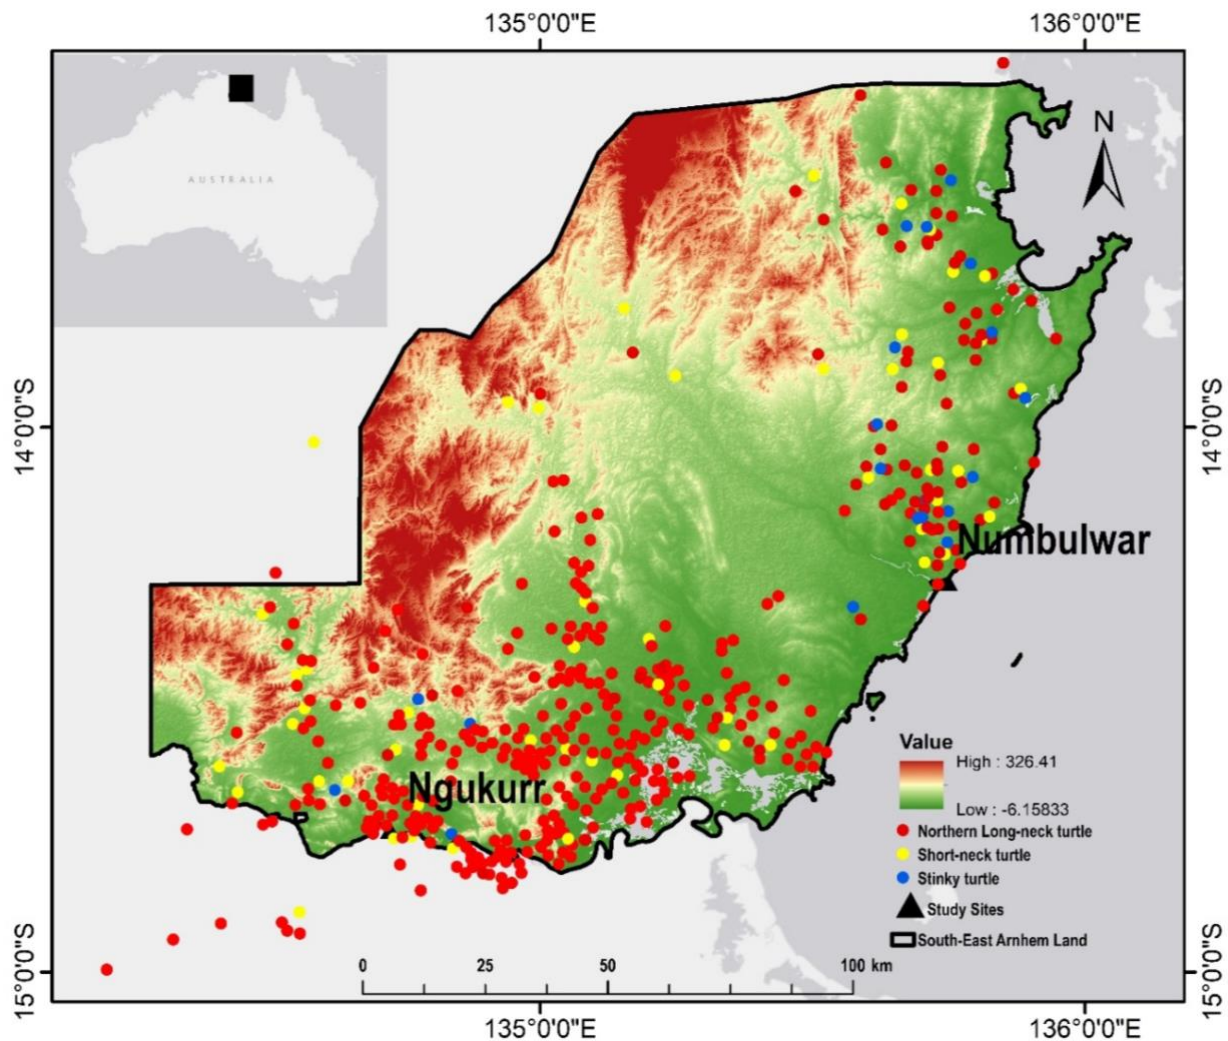 135°0'0"E
136°0'0"E
AUSTRALIA
N
14°0'0"S
14°0'0"S
Numbulwar
Value
High : 326.41
Low : -6.15833
Ngukurr
Northern Long-neck turtle
Short-neck turtle
Stinky turtle
Study Sites
South-East Arnhem Land
0 25 50 100 km
15°0'0"S
15°0'0"S
135°0'0"E
136°0'0"E